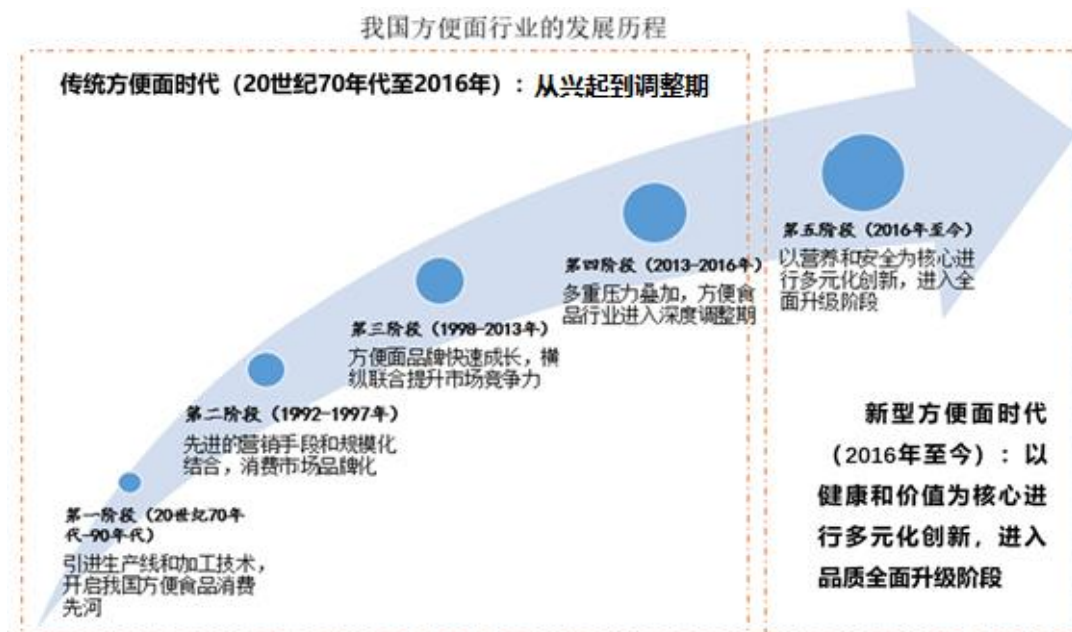 我国方便面行业的发展历程
传统方便面时代（20世纪70年代至2016年）：从兴起到调整期
第一阶段（20世纪70年
代-90年代）
引进生产线和加工技术，
开启我国方便食品消费
先河
第二阶段（1992-1997年）
先进的营销手段和规模化
结合，消费市场品牌化
第三阶段（1998-2013年）
方便面品牌快速成长，横
纵联合提升市场竞争力
第四阶段（2013-2016年）
多重压力叠加，方便食
品行业进入深度调整期
第五阶段（2016年至今）
以营养和安全为核心进
行多元化创新，进入全
面升级阶段
新型方便面时代
（2016年至今）：以
健康和价值为核心进
行多元化创新，进入
品质全面升级阶段